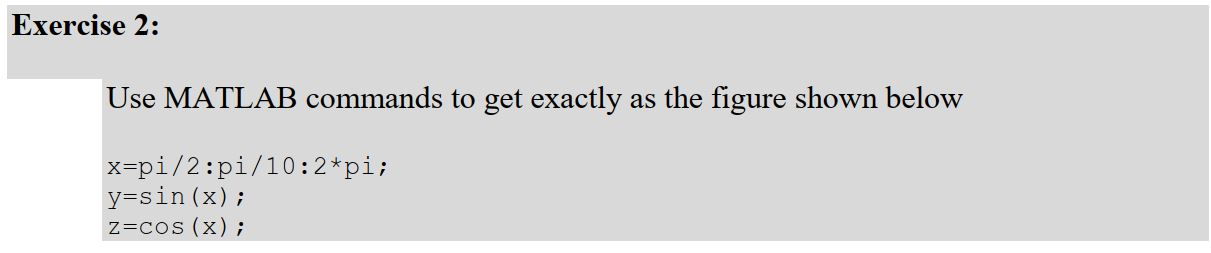 Exercise 2:
Use MATLAB commands to get exactly as the figure shown below
x=pi/2:pi/10:2*pi;
y=sin(x);
z=cos(x);